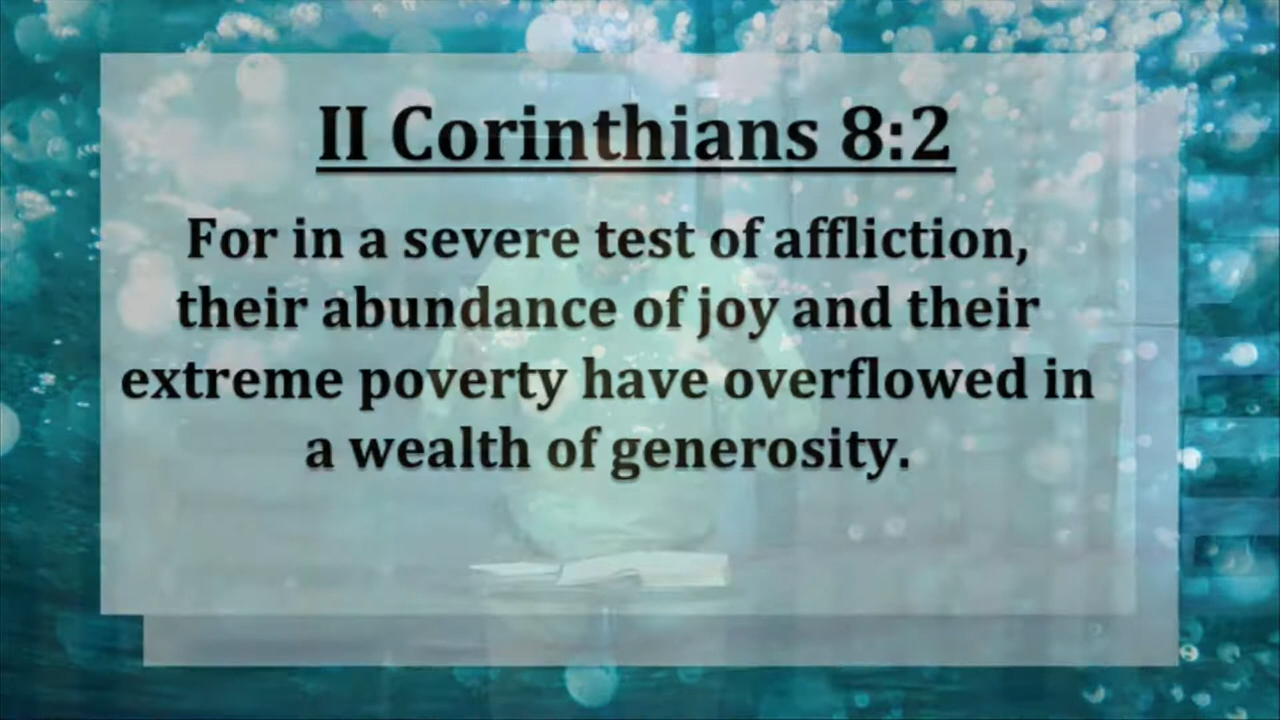 II Corinthians 8:2
For in a severe test of affliction,
their abundance of joy and their
extreme poverty have overflowed in
a wealth of generosity.